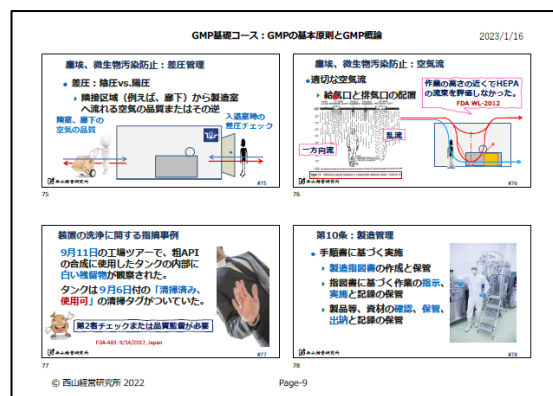 GMP基礎コース：GMPの基本原則とGMP概論
2023/1/16
塵埃、微生物汚染防止：差圧管理
● 差圧：陰圧vs.陽圧
▶ 隣接区域（例えば、廊下）から製造室
へ流れる空気の品質またはその逆
隣室、廊下の
空気の品質
入退室時の
差圧チェック
西山経営研究所
#75
75
塵埃、微生物汚染防止：空気流
●適切な空気流
▶ 給気口と排気口の配置
作業の高さの近くでHEPA
の流束を評価しなかった。
FDA WL-2012
乱流
一方向流
西山経営研究所
#76
76
装置の洗浄に関する指摘事例
9月11日の工場ツアーで、粗API
の合成に使用したタンクの内部に
白い残留物が観察された。
タンクは9月6日付の「清掃済み、
使用可」の清掃タグがついていた。
第2者チェックまたは品質監督が必要
FDA-483 :9/14/2017, Japan
西山経営研究所
#77
77
第10条：製造管理
● 手順書に基づく実施
▶ 製造指図書の作成と保管
▶ 指図書に基づく作業の指示、
実施と記録の保管
▶ 製品等、資材の確認、保管、
出納と記録の保管
西山経営研究所
#78
78
© 西山経営研究所 2022
Page-9